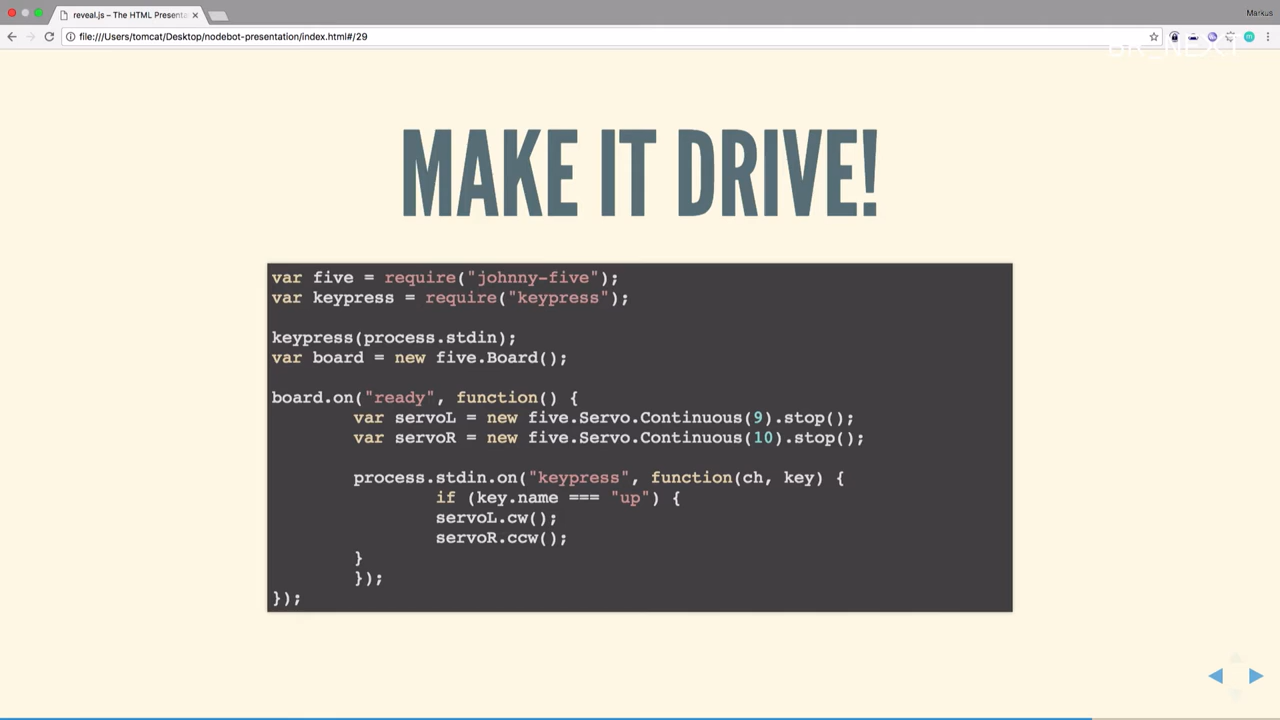 reveal.js – The HTML Presenta
Markus
file:///Users/tomcat/Desktop/nodebot-presentation/index.html#/29
MAKE IT DRIVE!
var five = require("johnny-five");
var keypress = require("keypress");
keypress(process.stdin);
var board = new five.Board();
board.on("ready", function() {
var servoL = new five.Servo.Continuous(9).stop();
var servoR = new five.Servo.Continuous(10).stop();
process.stdin.on("keypress", function(ch, key) {
if (key.name === "up") {
servoL.cw();
servoR.ccw();
}
});
});